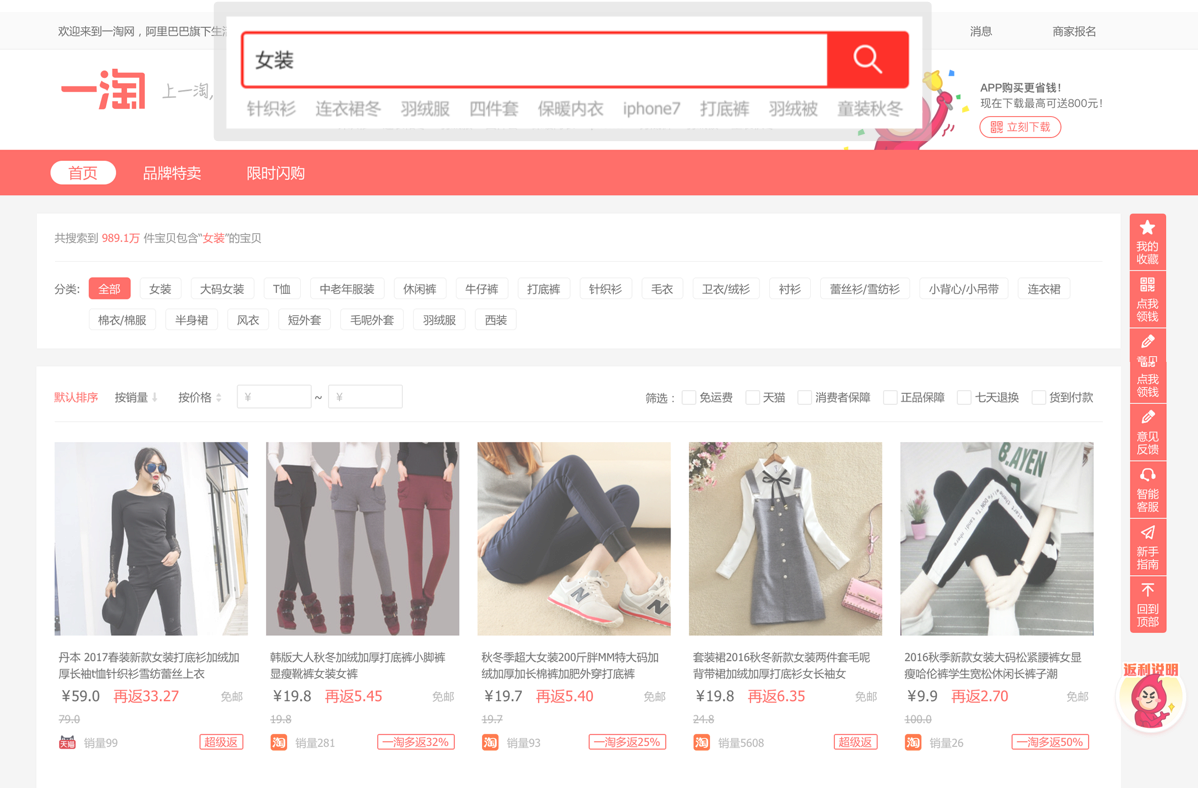 欢迎来到一淘网，阿里巴巴旗下生活
消息
商家报名
女装
针织衫 连衣裙冬 羽绒服 四件套 保暖内衣 iphone7 打底裤 羽绒被 童装秋冬
一淘
上一淘,
APP购买更省钱！
现在下载最高可送800元！
立刻下载
首页 品牌特卖 限时闪购
共搜索到 989.1万 件宝贝包含“女装”的宝贝
分类: 全部 女装 大码女装 T恤 中老年服装 休闲裤 牛仔裤 打底裤 针织衫 毛衣 卫衣/绒衫 衬衫 蕾丝衫/雪纺衫 小背心/小吊带 连衣裙
棉衣/棉服 半身裙 风衣 短外套 毛呢外套 羽绒服 西装
默认排序 按销量 按价格 ¥ ~ ¥ 筛选： 免运费 天猫 消费者保障 正品保障 七天退换 货到付款
B.AYEN
丹本 2017春装新款女装打底衫加绒加
厚长袖t恤针织衫雪纺蕾丝上衣
¥59.0 再返33.27 免邮
79.0
天猫 销量99 超级返
韩版大人秋冬加绒加厚打底裤小脚裤
显瘦靴裤女装女裤
¥19.8 再返5.45 免邮
19.8
淘 销量281 一淘多返32%
秋冬季超大女装200斤胖MM特大码加
绒加厚加长棉裤加肥外穿打底裤
¥19.7 再返5.40 免邮
19.7
淘 销量93 一淘多返25%
套装裙2016秋冬新款女装两件套毛呢
背带裙加绒加厚打底衫女长袖女
¥19.8 再返6.35 免邮
24.8
淘 销量5608 超级返
2016秋季新款女装大码松紧腰裤女显
瘦哈伦裤学生宽松休闲长裤子潮
¥9.9 再返2.70 免邮
100.0
淘 销量26 一淘多返50%
我的
收藏
点我
领钱
意见
点我
领钱
意见
反馈
智能
客服
新手
指南
回到
顶部
返利说明